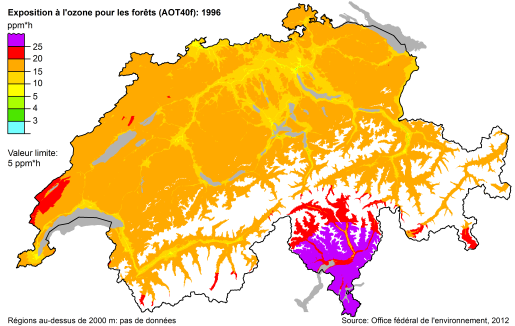 Exposition à l'ozone pour les forêts (AOT40f): 1996
ppm*h
25
20
15
10
5
4
3
Valeur limite:
5 ppm*h
Régions au-dessus de 2000 m: pas de données
Source: Office fédéral de l'environnement, 2012